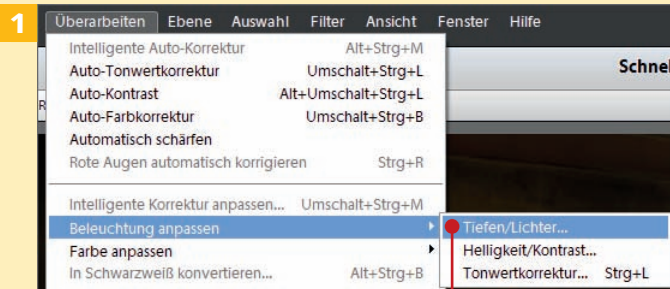 1
Überarbeiten Ebene Auswahl Filter Ansicht Fenster Hilfe
Intelligente Auto-Korrektur Alt+Strg+M
Auto-Tonwertkorrektur Umschalt+Strg+L
Auto-Kontrast Alt+Umschalt+Strg+L
Auto-Farbkorrektur Umschalt+Strg+B
Automatisch schärfen
Rote Augen automatisch korrigieren Strg+R
Intelligente Korrektur anpassen... Umschalt+Strg+M
Beleuchtung anpassen
Farbe anpassen
In Schwarzweiß konvertieren... Alt+Strg+B
Schnel
R
Tiefen/Lichter...
Helligkeit/Kontrast...
Tonwertkorrektur... Strg+L